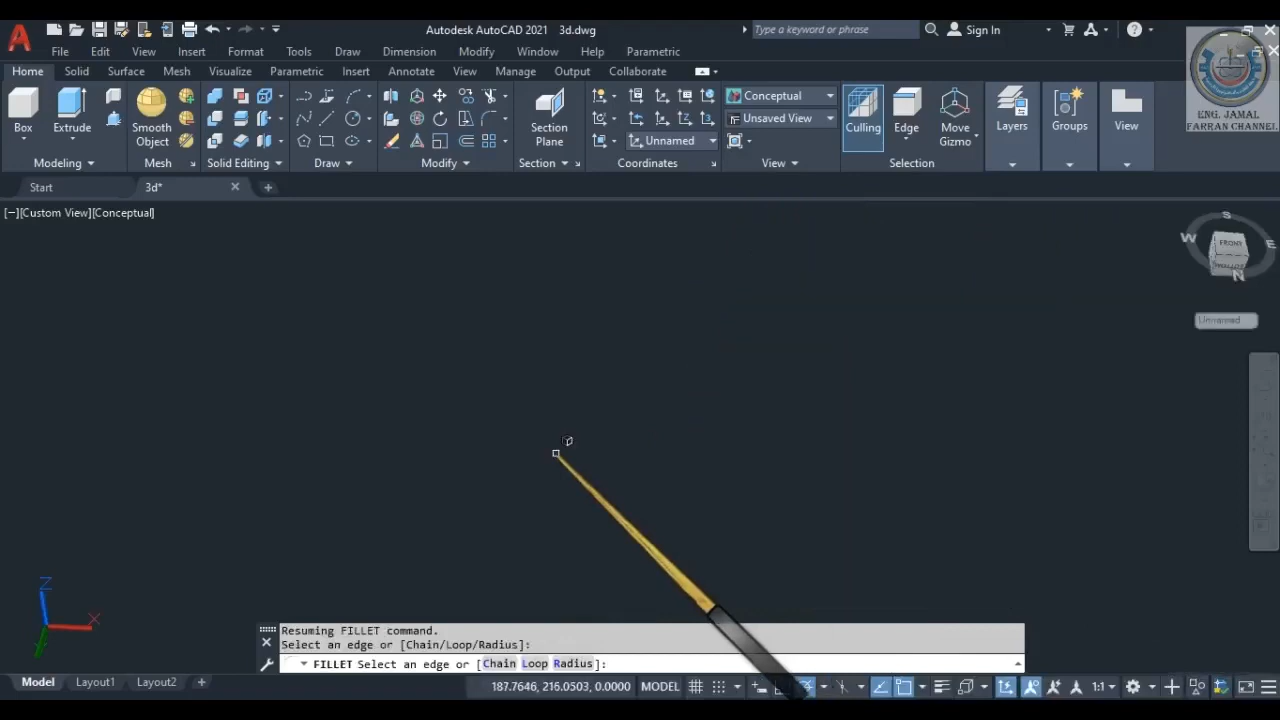 Autodesk AutoCAD 2021 3d.dwg Type a keyword or phrase Sign In
File Edit View Insert Format Tools Draw Dimension Modify Window Help Parametric
Home Solid Surface Mesh Visualize Parametric Insert Annotate View Manage Output Collaborate
Conceptual
Unsaved View
Unnamed
Box Extrude Smooth Object Section Plane Culling Edge Move Gizmo Layers Groups View
Modeling Mesh Solid Editing Draw Modify Section Coordinates View Selection
ENG. JAMAL
FARRAN CHANNEL
Start 3d*
[−][Custom View][Conceptual]
S
W E
FRONT
N
Unnamed
Z
X
Y
Resuming FILLET command.
Select an edge or [Chain/Loop/Radius]:
FILLET Select an edge or [Chain Loop Radius]:
Model Layout1 Layout2 187.7646, 216.0503, 0.0000 MODEL 1:1